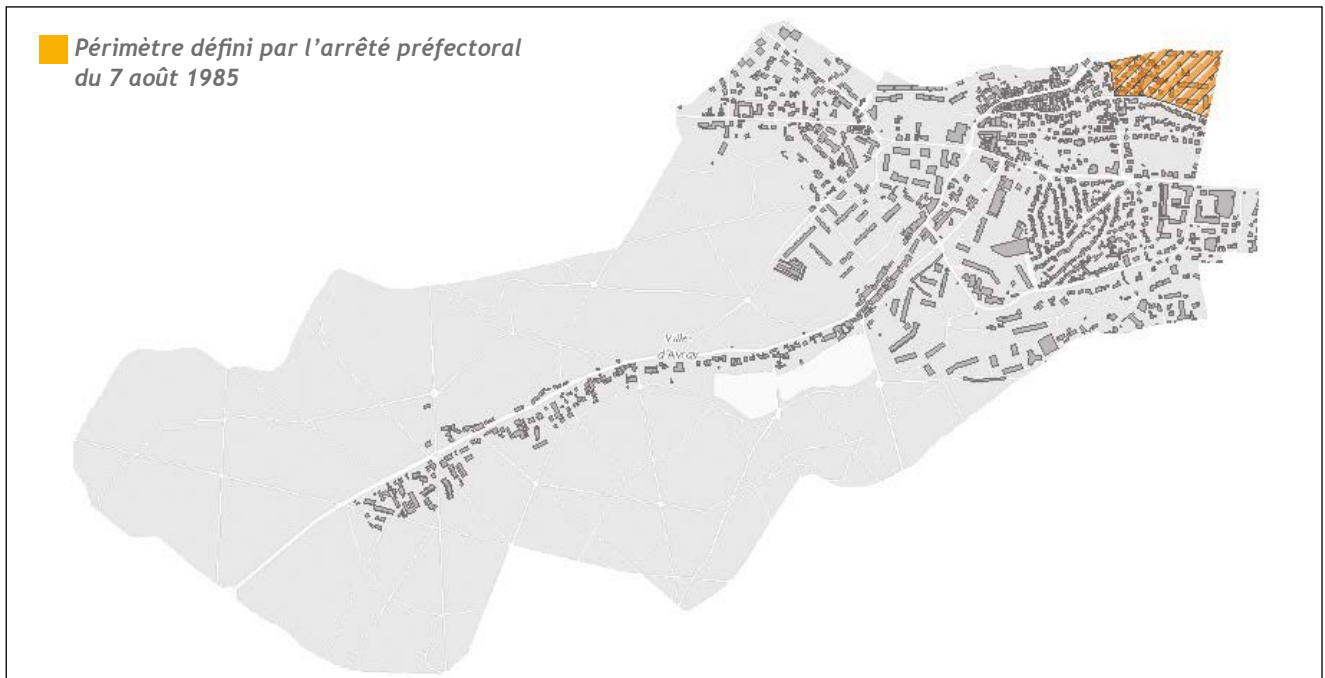 Périmètre défini par l’arrêté préfectoral
du 7 août 1985
Ville-
d'Avray